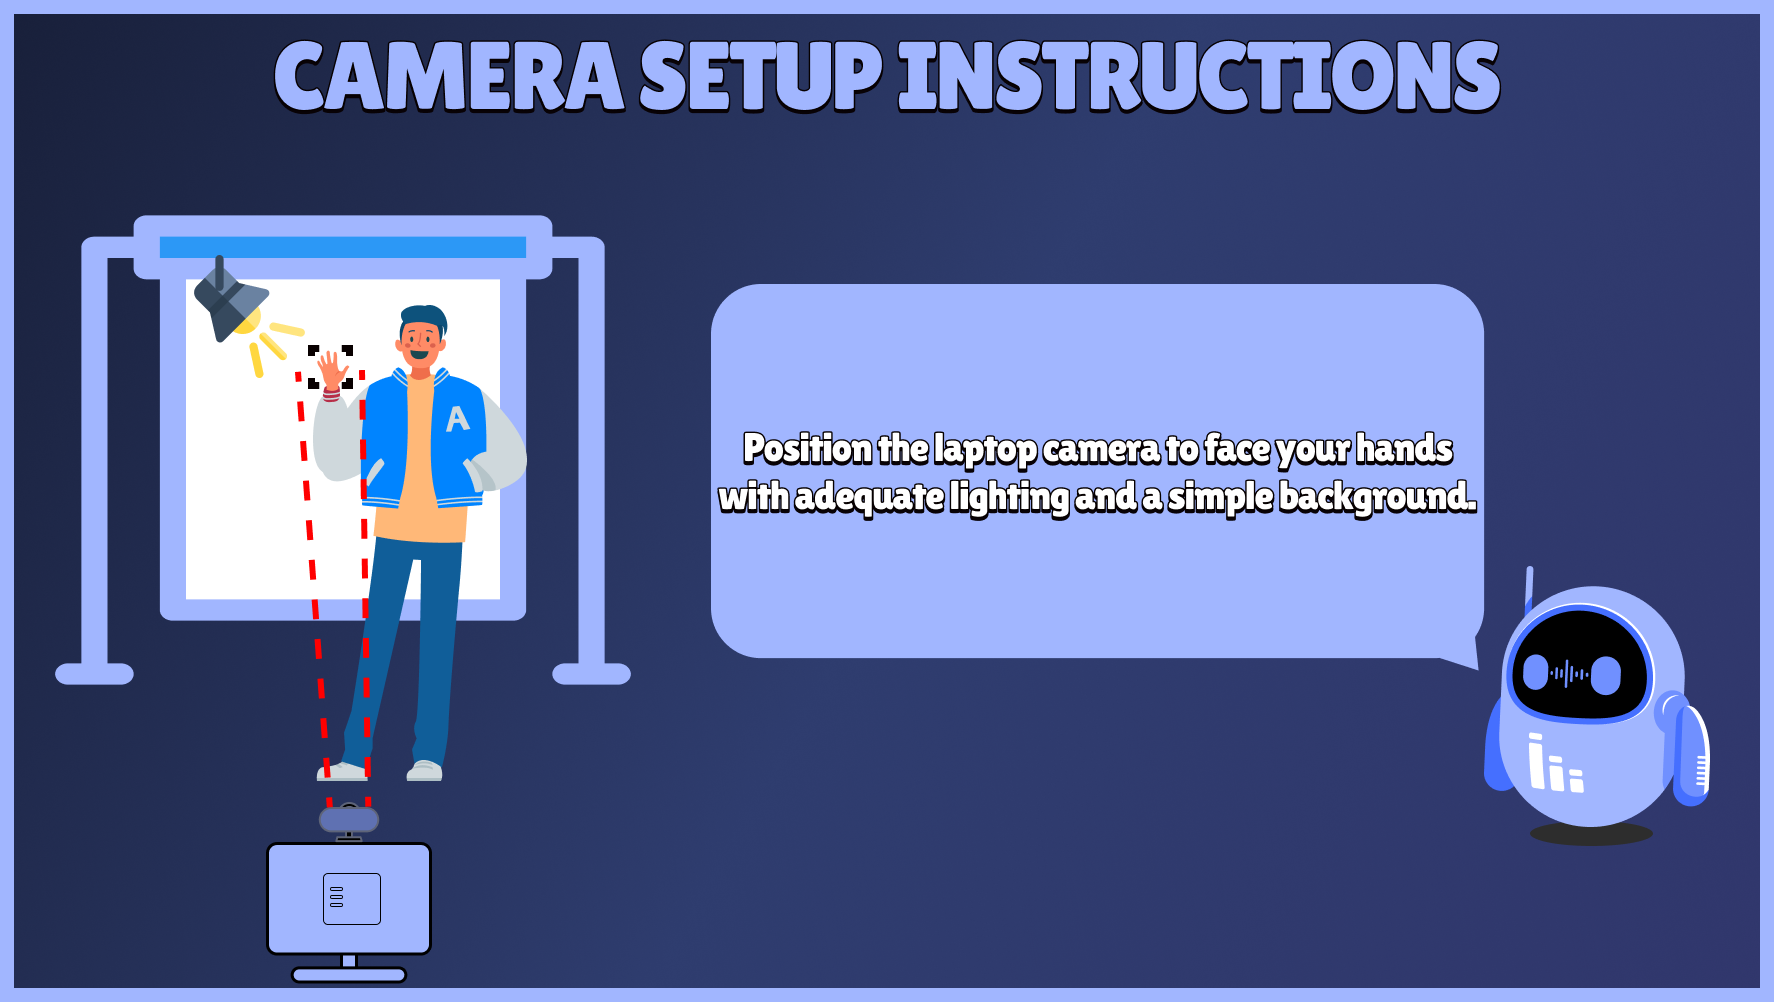 CAMERA SETUP INSTRUCTIONS
A
Position the laptop camera to face your hands
with adequate lighting and a simple background.